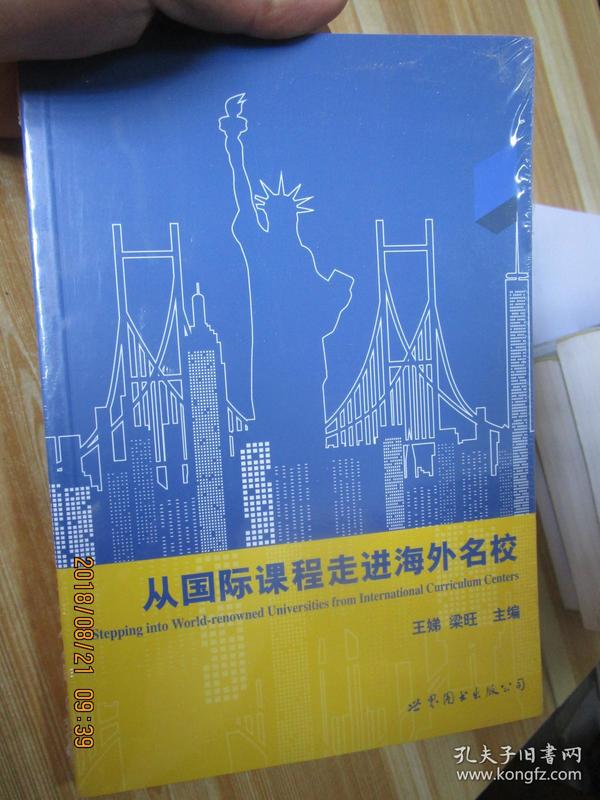 从国际课程走进海外名校
Stepping into World-renowned Universities from International Curriculum Centers
王娣 梁旺 主编
世界图书出版公司
2018/08/21 09:39
孔夫子旧书网
www.kongfz.com